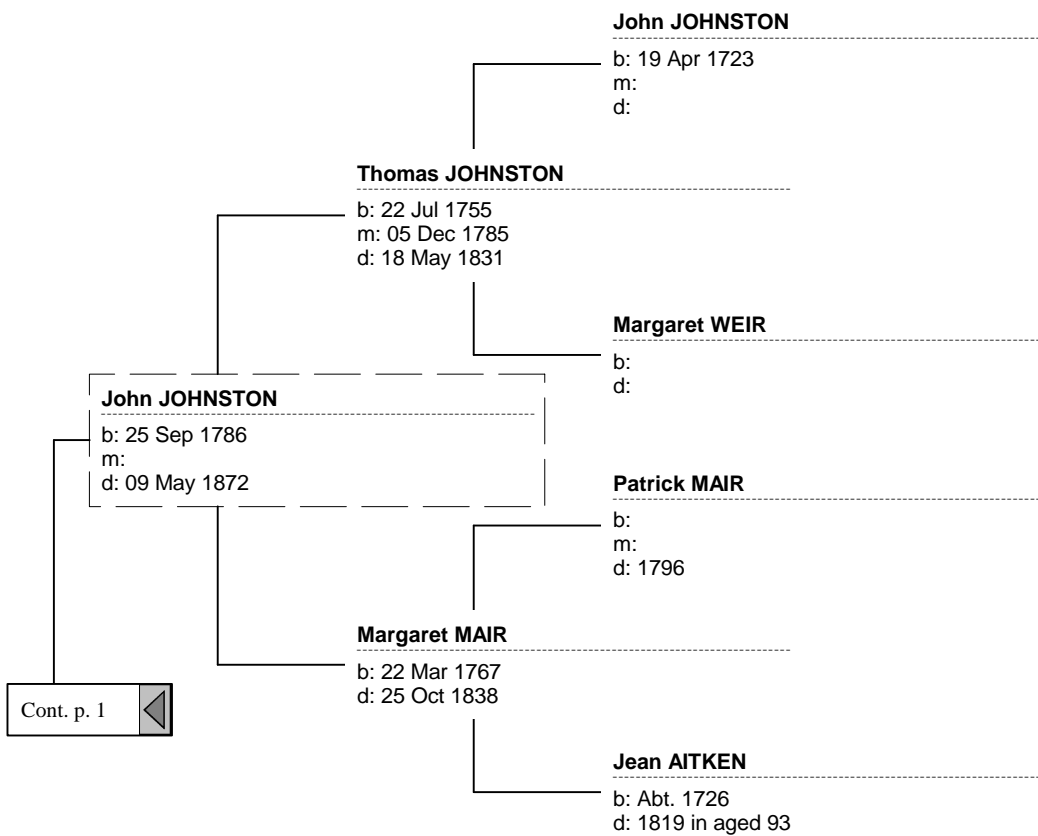 John JOHNSTON
b: 19 Apr 1723
m:
d:
Thomas JOHNSTON
b: 22 Jul 1755
m: 05 Dec 1785
d: 18 May 1831
Margaret WEIR
b:
d:
John JOHNSTON
b: 25 Sep 1786
m:
d: 09 May 1872
Patrick MAIR
b:
m:
d: 1796
Margaret MAIR
b: 22 Mar 1767
d: 25 Oct 1838
Cont. p. 1
Jean AITKEN
b: Abt. 1726
d: 1819 in aged 93